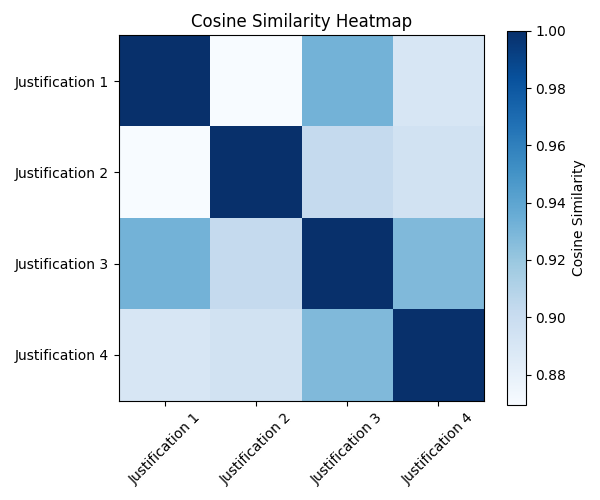 Cosine Similarity Heatmap
Justification 1
Justification 2
Justification 3
Justification 4
Justification 1
Justification 2
Justification 3
Justification 4
1.00
0.98
0.96
0.94
0.92
0.90
0.88
Cosine Similarity